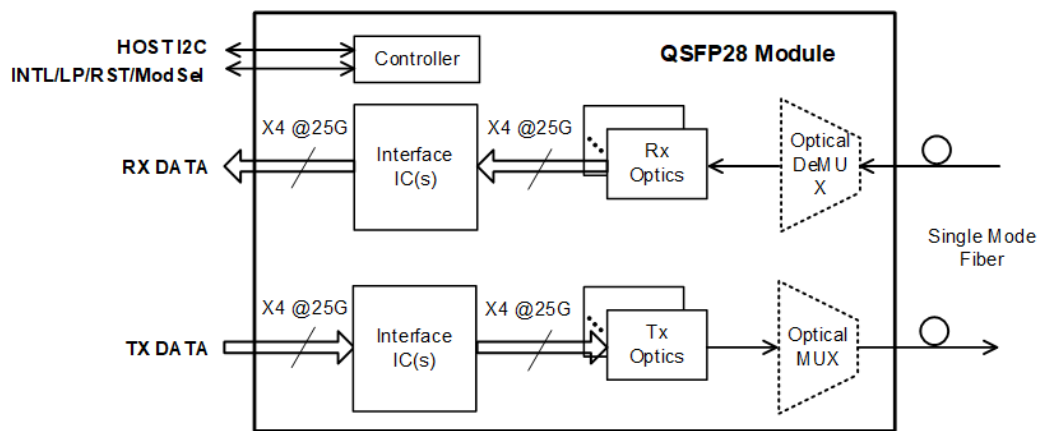 HOST I2C
INTL/LP/RST/ModSel
Controller
QSFP28 Module
X4 @25G
X4 @25G
RX DATA
Interface
IC(s)
Rx
Optics
Optical
DeMU
X
Single Mode
Fiber
X4 @25G
X4 @25G
TX DATA
Interface
IC(s)
Tx
Optics
Optical
MUX